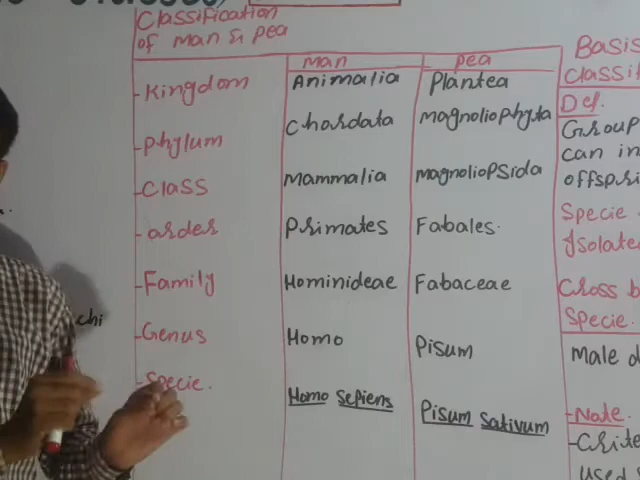 Classification
of man & pea
man pea
-Kingdom Animalia Plantea
-Phylum Chordata magnoliophyta
-Class Mammalia magnoliopsida
-order Primates Fabales.
-Family Hominideae Fabaceae
-Genus Homo Pisum
-Specie. Homo Sepiens Pisum Sativum
chi
Basis
Classif
Def.
Group
can in
offspri
Specie
Isolate
Cross b
Specie.
male d
-Note.
-Crite
used